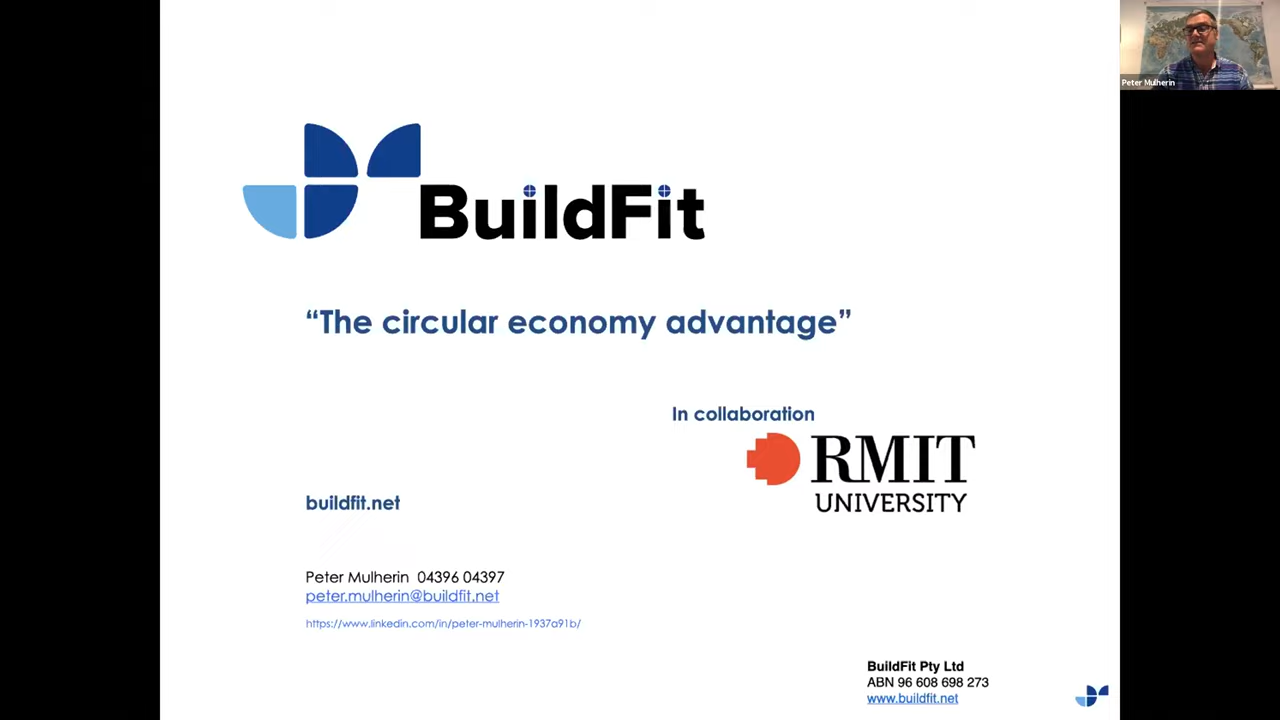 Peter Mulherin
BuildFit
“The circular economy advantage”
In collaboration
RMIT
UNIVERSITY
buildfit.net
Peter Mulherin 04396 04397
peter.mulherin@buildfit.net
https://www.linkedin.com/in/peter-mulherin-1937a91b/
BuildFit Pty Ltd
ABN 96 608 698 273
www.buildfit.net